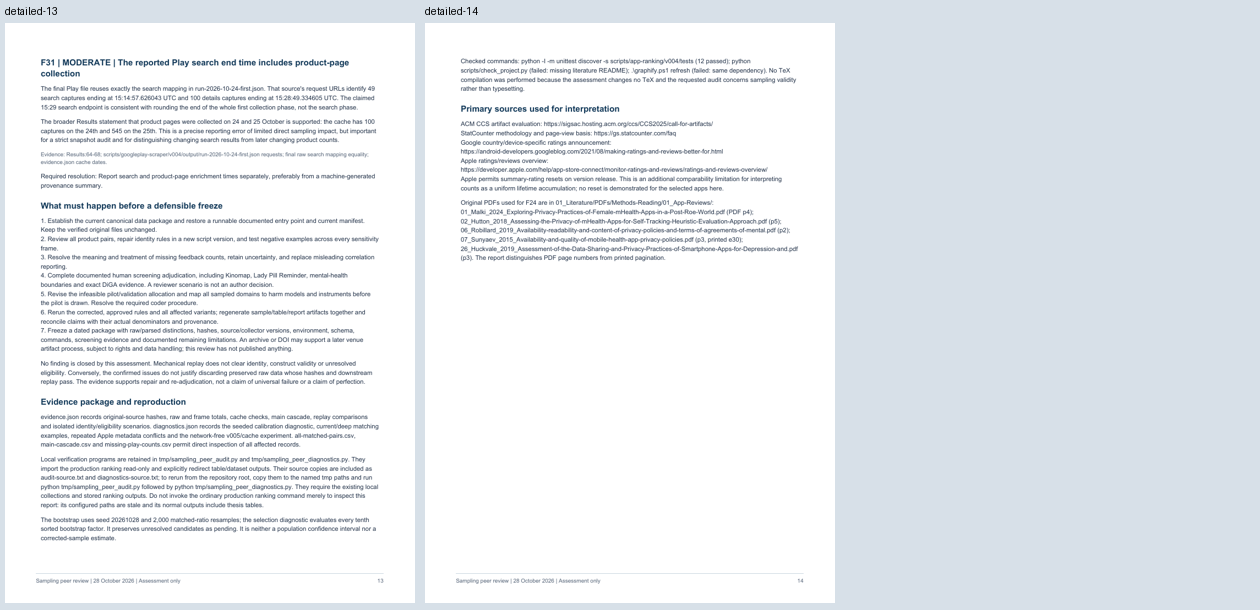 detailed-13
F31 | MODERATE | The reported Play search end time includes product-page
collection
The final Play file reuses exactly the search mapping in run-2026-10-24-first.json. That source's request URLs identify 49
search captures ending at 15:14:57.626043 UTC and 100 details captures ending at 15:28:49.334605 UTC. The claimed
15:29 search endpoint is consistent with rounding the end of the whole first collection phase, not the search phase.
The broader Results statement that product pages were collected on 24 and 25 October is supported: the cache has 100
captures on the 24th and 545 on the 25th. This is a precise reporting error of limited direct sampling impact, but important
for a strict snapshot audit and for distinguishing changing search results from later changing product counts.
Evidence: Results:64-68; scripts/googleplay-scraper/v004/output/run-2026-10-24-first.json requests; final raw search mapping equality;
evidence.json cache dates.
Required resolution: Report search and product-page enrichment times separately, preferably from a machine-generated
provenance summary.
What must happen before a defensible freeze
1. Establish the current canonical data package and restore a runnable documented entry point and current manifest.
Keep the verified original files unchanged.
2. Review all product pairs, repair identity rules in a new script version, and test negative examples across every sensitivity
frame.
3. Resolve the meaning and treatment of missing feedback counts, retain uncertainty, and replace misleading correlation
reporting.
4. Complete documented human screening adjudication, including Kinomap, Lady Pill Reminder, mental-health
boundaries and exact DiGA evidence. A reviewer scenario is not an author decision.
5. Revise the infeasible pilot/validation allocation and map all sampled domains to harm models and instruments before
the pilot is drawn. Resolve the required coder procedure.
6. Rerun the corrected, approved rules and all affected variants; regenerate sample/table/report artifacts together and
reconcile claims with their actual denominators and provenance.
7. Freeze a dated package with raw/parsed distinctions, hashes, source/collector versions, environment, schema,
commands, screening evidence and documented remaining limitations. An archive or DOI may support a later venue
artifact process, subject to rights and data handling; this review has not published anything.
No finding is closed by this assessment. Mechanical replay does not clear identity, construct validity or unresolved
eligibility. Conversely, the confirmed issues do not justify discarding preserved raw data whose hashes and downstream
replay pass. The evidence supports repair and re-adjudication, not a claim of universal failure or a claim of perfection.
Evidence package and reproduction
evidence.json records original-source hashes, raw and frame totals, cache checks, main cascade, replay comparisons
and isolated identity/eligibility scenarios. diagnostics.json records the seeded calibration diagnostic, current/deep matching
examples, repeated Apple metadata conflicts and the network-free v005/cache experiment. all-matched-pairs.csv,
main-cascade.csv and missing-play-counts.csv permit direct inspection of all affected records.
Local verification programs are retained in tmp/sampling_peer_audit.py and tmp/sampling_peer_diagnostics.py. They
import the production ranking read-only and explicitly redirect table/dataset outputs. Their source copies are included as
audit-source.txt and diagnostics-source.txt; to rerun from the repository root, copy them to the named tmp paths and run
python tmp/sampling_peer_audit.py followed by python tmp/sampling_peer_diagnostics.py. They require the existing local
collections and stored ranking outputs. Do not invoke the ordinary production ranking command merely to inspect this
report: its configured paths are stale and its normal outputs include thesis tables.
The bootstrap uses seed 20261028 and 2,000 matched-ratio resamples; the selection diagnostic evaluates every tenth
sorted bootstrap factor. It preserves unresolved candidates as pending. It is neither a population confidence interval nor a
corrected-sample estimate.
Sampling peer review | 28 October 2026 | Assessment only
13
detailed-14
Checked commands: python -I -m unittest discover -s scripts/app-ranking/v004/tests (12 passed); python
scripts/check_project.py (failed: missing literature README); .\graphify.ps1 refresh (failed: same dependency). No TeX
compilation was performed because the assessment changes no TeX and the requested audit concerns sampling validity
rather than typesetting.
Primary sources used for interpretation
ACM CCS artifact evaluation: https://sigsac.hosting.acm.org/ccs/CCS2025/call-for-artifacts/
StatCounter methodology and page-view basis: https://gs.statcounter.com/faq
Google country/device-specific ratings announcement:
https://android-developers.googleblog.com/2021/08/making-ratings-and-reviews-better-for.html
Apple ratings/reviews overview:
https://developer.apple.com/help/app-store-connect/monitor-ratings-and-reviews/ratings-and-reviews-overview/
Apple permits summary resets on version release. This is an additional comparability limitation for interpreting
counts as a uniform lifetime accumulation; no reset is demonstrated for the selected apps here.
Original PDFs used for F24 are in 01_Literature/PDFs/Methods-Reading/01_App-Reviews/:
01_Malki_2024_Exploring-Privacy-Practices-of-Female-mHealth-Apps-in-a-Post-Roe-World.pdf (PDF p4);
02_Hutton_2018_Assessing-the-Privacy-of-mHealth-Apps-for-Self-Tracking-Heuristic-Evaluation-Approach.pdf (p5);
06_Robillard_2019_Availability-readability-and-content-of-privacy-policies-and-terms-of-agreements-of-mental.pdf (p2);
07_Sunyaev_2015_Availability-and-quality-of-mobile-health-app-privacy-policies.pdf (p3, printed e30);
26_Huckvale_2019_Assessment-of-the-Data-Sharing-and-Privacy-Practices-of-Smartphone-Apps-for-Depression-and.pdf
(p3). The report distinguishes PDF page numbers from printed pagination.
Sampling peer review | 28 October 2026 | Assessment only
14